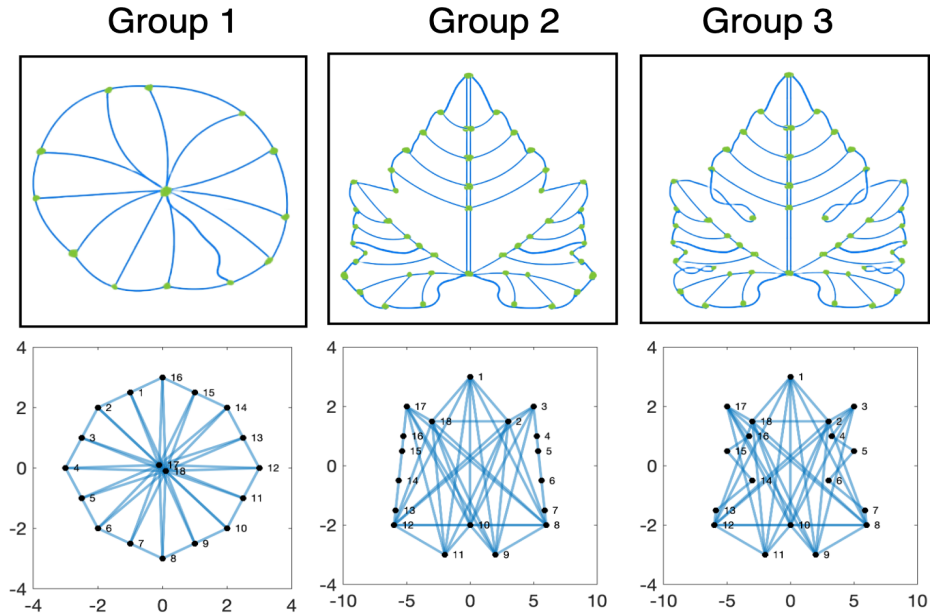 Group 1 Group 2 Group 3
4 4 4
16 1 1
1 15 17 3 17 3
2 14 2 2 2
18 2 18 2
3 13 16 4 16 4
15 5 15 5
0 4 17 12 0 0
18
14 6 14 6
5 11
13 7 13 7
-2 6 10 -2 12 10 8 -2 12 10 8
7 9
8 11 9 11 9
-4 -4 -4
-4 -2 0 2 4 -10 -5 0 5 10 -10 -5 0 5 10